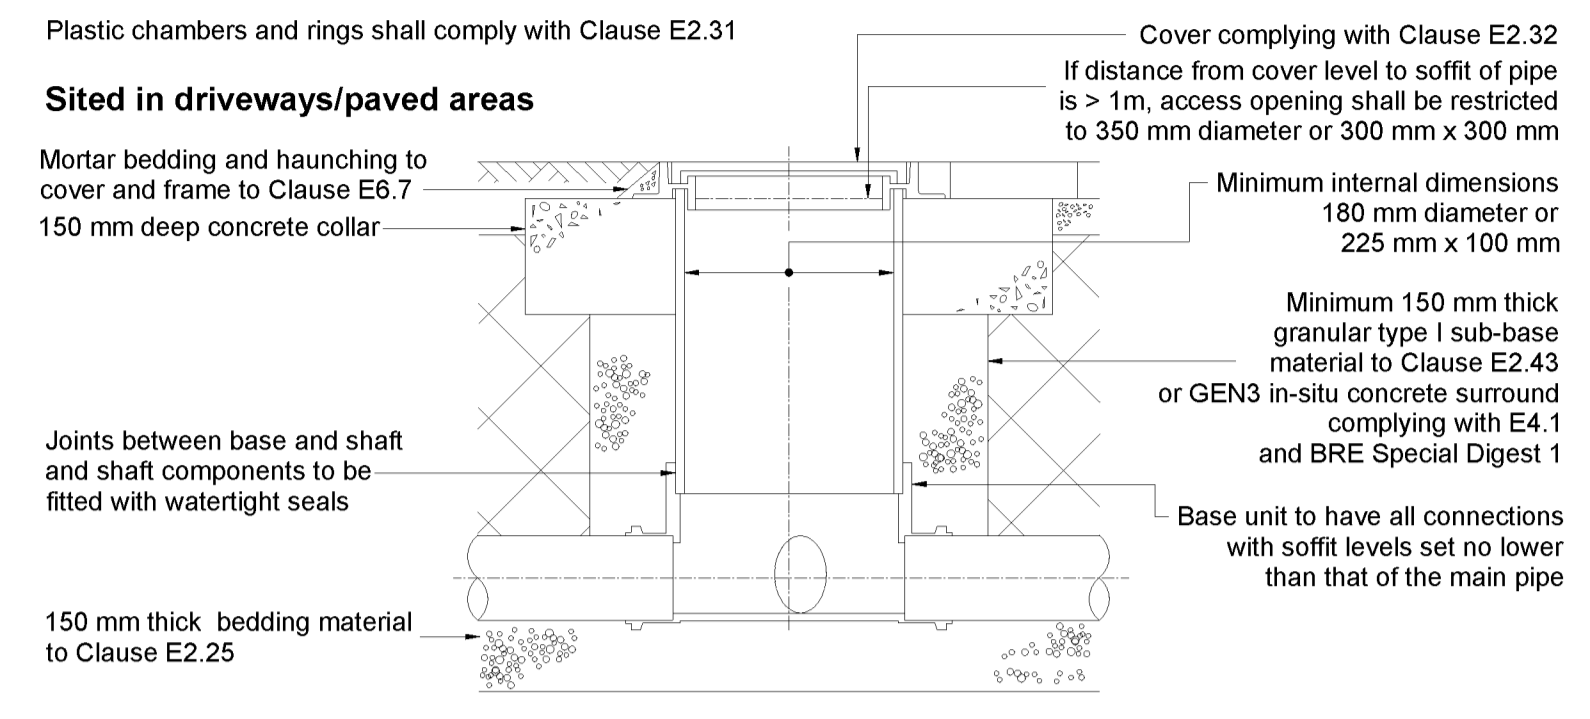 Plastic chambers and rings shall comply with Clause E2.31
Sited in driveways/paved areas
Mortar bedding and haunching to
cover and frame to Clause E6.7
150 mm deep concrete collar
Joints between base and shaft
and shaft components to be
fitted with watertight seals
150 mm thick bedding material
to Clause E2.25
Cover complying with Clause E2.32
If distance from cover level to soffit of pipe
is > 1m, access opening shall be restricted
to 350 mm diameter or 300 mm x 300 mm
Minimum internal dimensions
180 mm diameter or
225 mm x 100 mm
Minimum 150 mm thick
granular type I sub-base
material to Clause E2.43
or GEN3 in-situ concrete surround
complying with E4.1
and BRE Special Digest 1
Base unit to have all connections
with soffit levels set no lower
than that of the main pipe